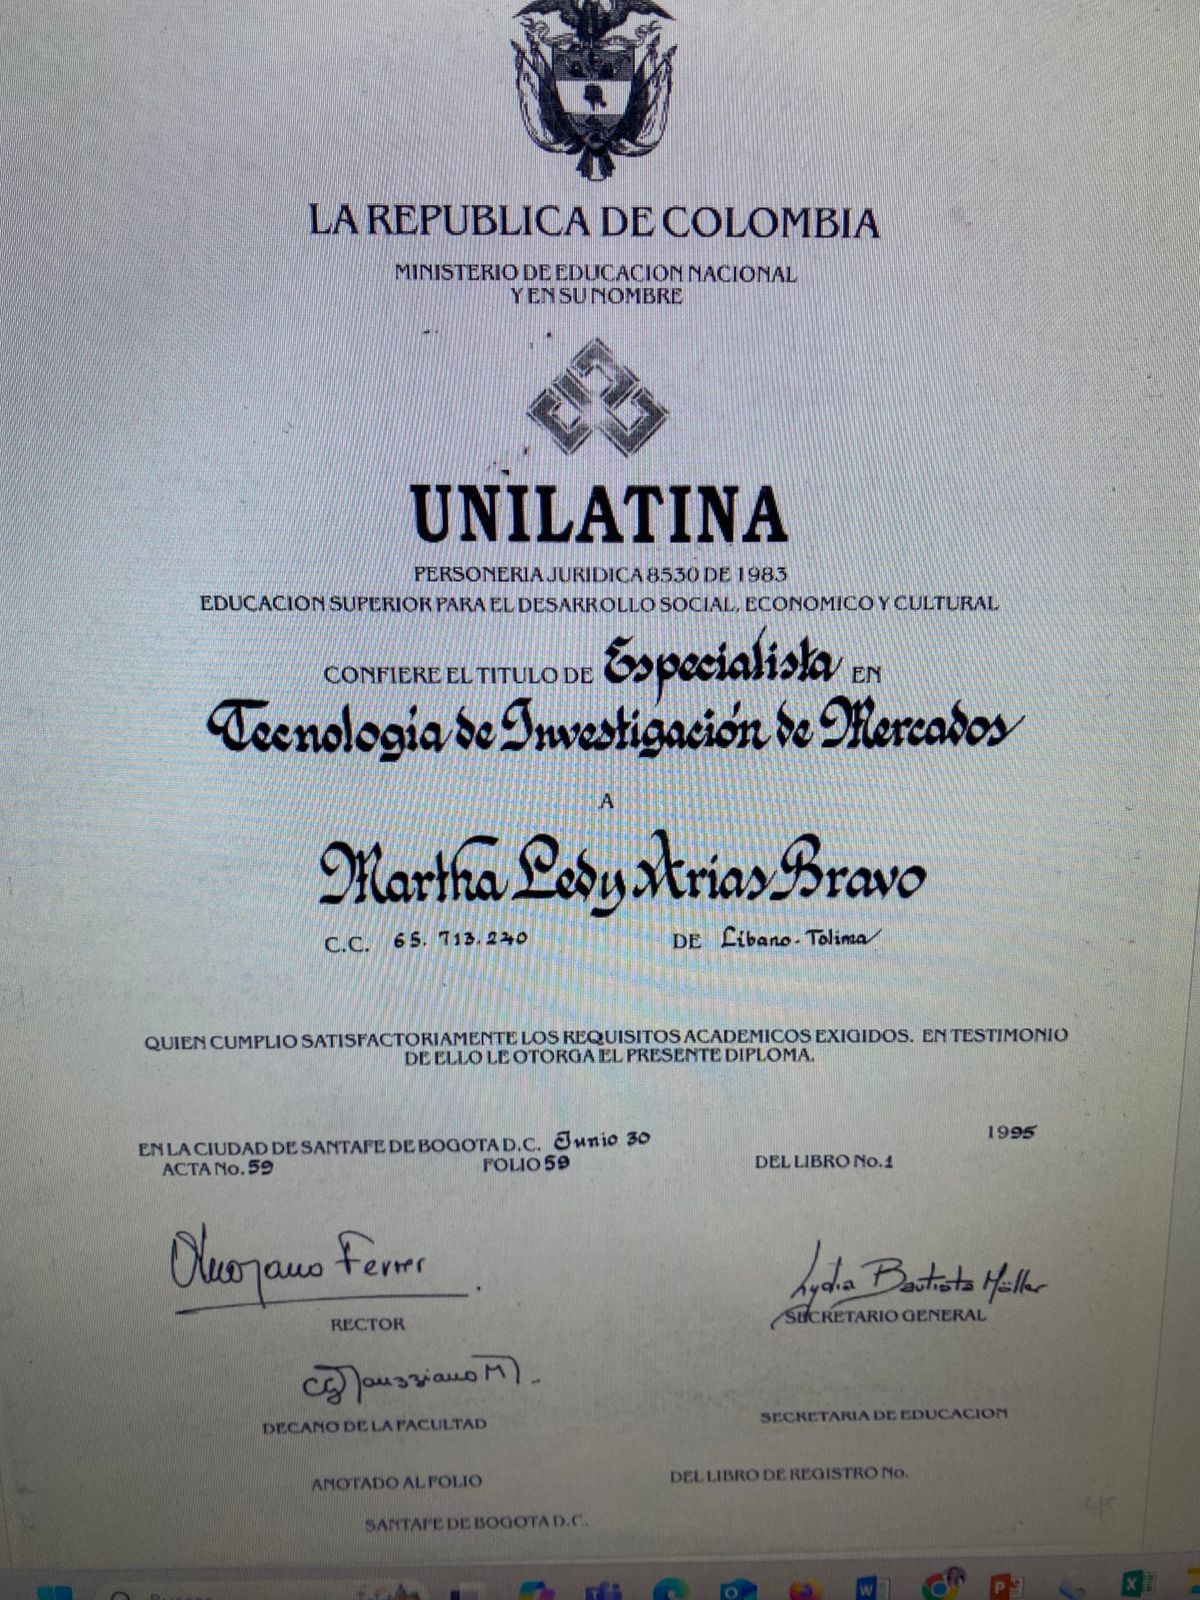 LA REPUBLICA DE COLOMBIA
MINISTERIO DE EDUCACION NACIONAL
Y EN SU NOMBRE
UNILATINA
PERSONERIA JURIDICA 8530 DE 1983
EDUCACION SUPERIOR PARA EL DESARROLLO SOCIAL, ECONOMICO Y CULTURAL
CONFIERE EL TITULO DE Especialista EN
Tecnología de Investigación de Mercados
A
Martha Ledy Arias Bravo
C.C. 65.713.240 DE Líbano-Tolima
QUIEN CUMPLIO SATISFACTORIAMENTE LOS REQUISITOS ACADEMICOS EXIGIDOS. EN TESTIMONIO
DE ELLO LE OTORGA EL PRESENTE DIPLOMA.
EN LA CIUDAD DE SANTAFE DE BOGOTA D.C. Junio 30 1995
ACTA No. 59 FOLIO 59 DEL LIBRO No. 1
Ferrer
Lydia Bautista Möller
RECTOR
SECRETARIO GENERAL
DECANO DE LA FACULTAD
SECRETARIA DE EDUCACION
ANOTADO AL FOLIO
DEL LIBRO DE REGISTRO No.
SANTAFE DE BOGOTA D.C.